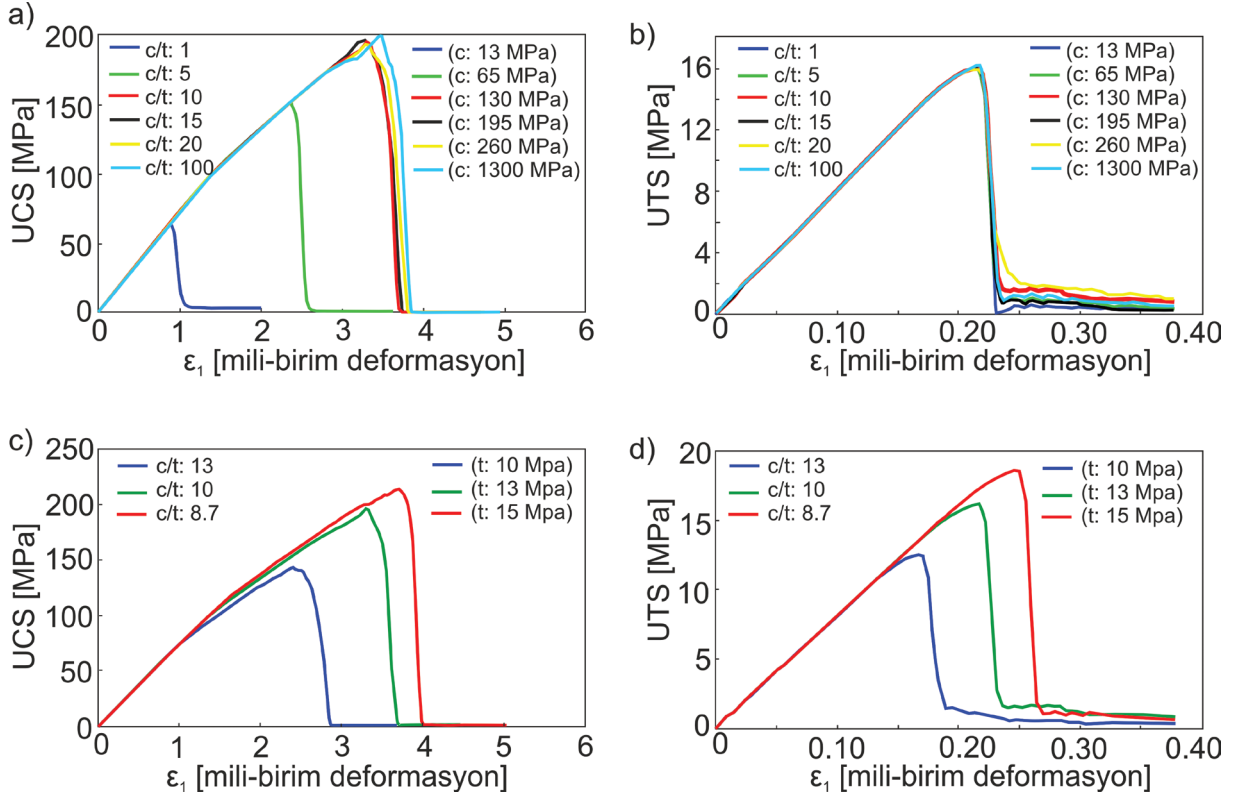 a)
UCS [MPa]
200
150
100
50
0
c/t: 1
c/t: 5
c/t: 10
c/t: 15
c/t: 20
c/t: 100
(c: 13 MPa)
(c: 65 MPa)
(c: 130 MPa)
(c: 195 MPa)
(c: 260 MPa)
(c: 1300 MPa)
0 1 2 3 4 5 6
ε1 [mili-birim deformasyon]
b)
UTS [MPa]
16
12
8
4
0
c/t: 1
c/t: 5
c/t: 10
c/t: 15
c/t: 20
c/t: 100
(c: 13 MPa)
(c: 65 MPa)
(c: 130 MPa)
(c: 195 MPa)
(c: 260 MPa)
(c: 1300 MPa)
0 0.10 0.20 0.30 0.40
ε1 [mili-birim deformasyon]
c)
UCS [MPa]
250
200
150
100
50
0
c/t: 13
c/t: 10
c/t: 8.7
(t: 10 Mpa)
(t: 13 Mpa)
(t: 15 Mpa)
0 1 2 3 4 5 6
ε1 [mili-birim deformasyon]
d)
UTS [MPa]
20
15
10
5
0
c/t: 13
c/t: 10
c/t: 8.7
(t: 10 Mpa)
(t: 13 Mpa)
(t: 15 Mpa)
0 0.10 0.20 0.30 0.40
ε1 [mili-birim deformasyon]